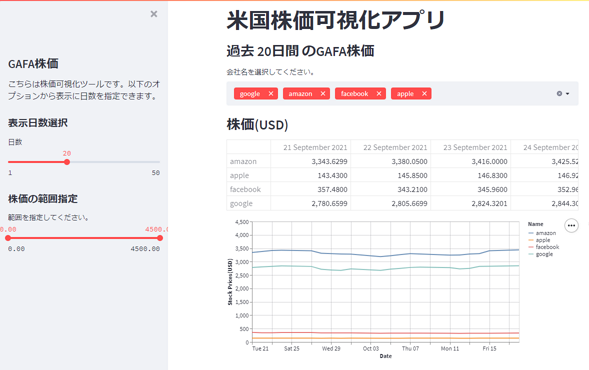 GAFA株価
こちらは株価可視化ツールです。以下のオ
プションから表示に日数を指定できます。
表示日数選択
日数
20
1 50
株価の範囲指定
範囲を指定してください。
0.00 4500.0
0.00 4500.00
米国株価可視化アプリ
過去 20日間 のGAFA株価
会社名を選択してください。
google amazon facebook apple
株価(USD)
21 September 2021 22 September 2021 23 September 2021 24 September 202
amazon 3,343.6299 3,380.0500 3,416.0000 3,425.52
apple 143.4300 145.8500 146.8300 146.92
facebook 357.4800 343.2100 345.9600 352.96
google 2,780.6599 2,805.6699 2,824.3201 2,844.30
Stock Prices(USD)
4,500
4,000
3,500
3,000
2,500
2,000
1,500
1,000
500
0
Tue 21 Sat 25 Wed 29 Oct 03 Thu 07 Mon 11 Fri 15
Date
Name
amazon
apple
facebook
google